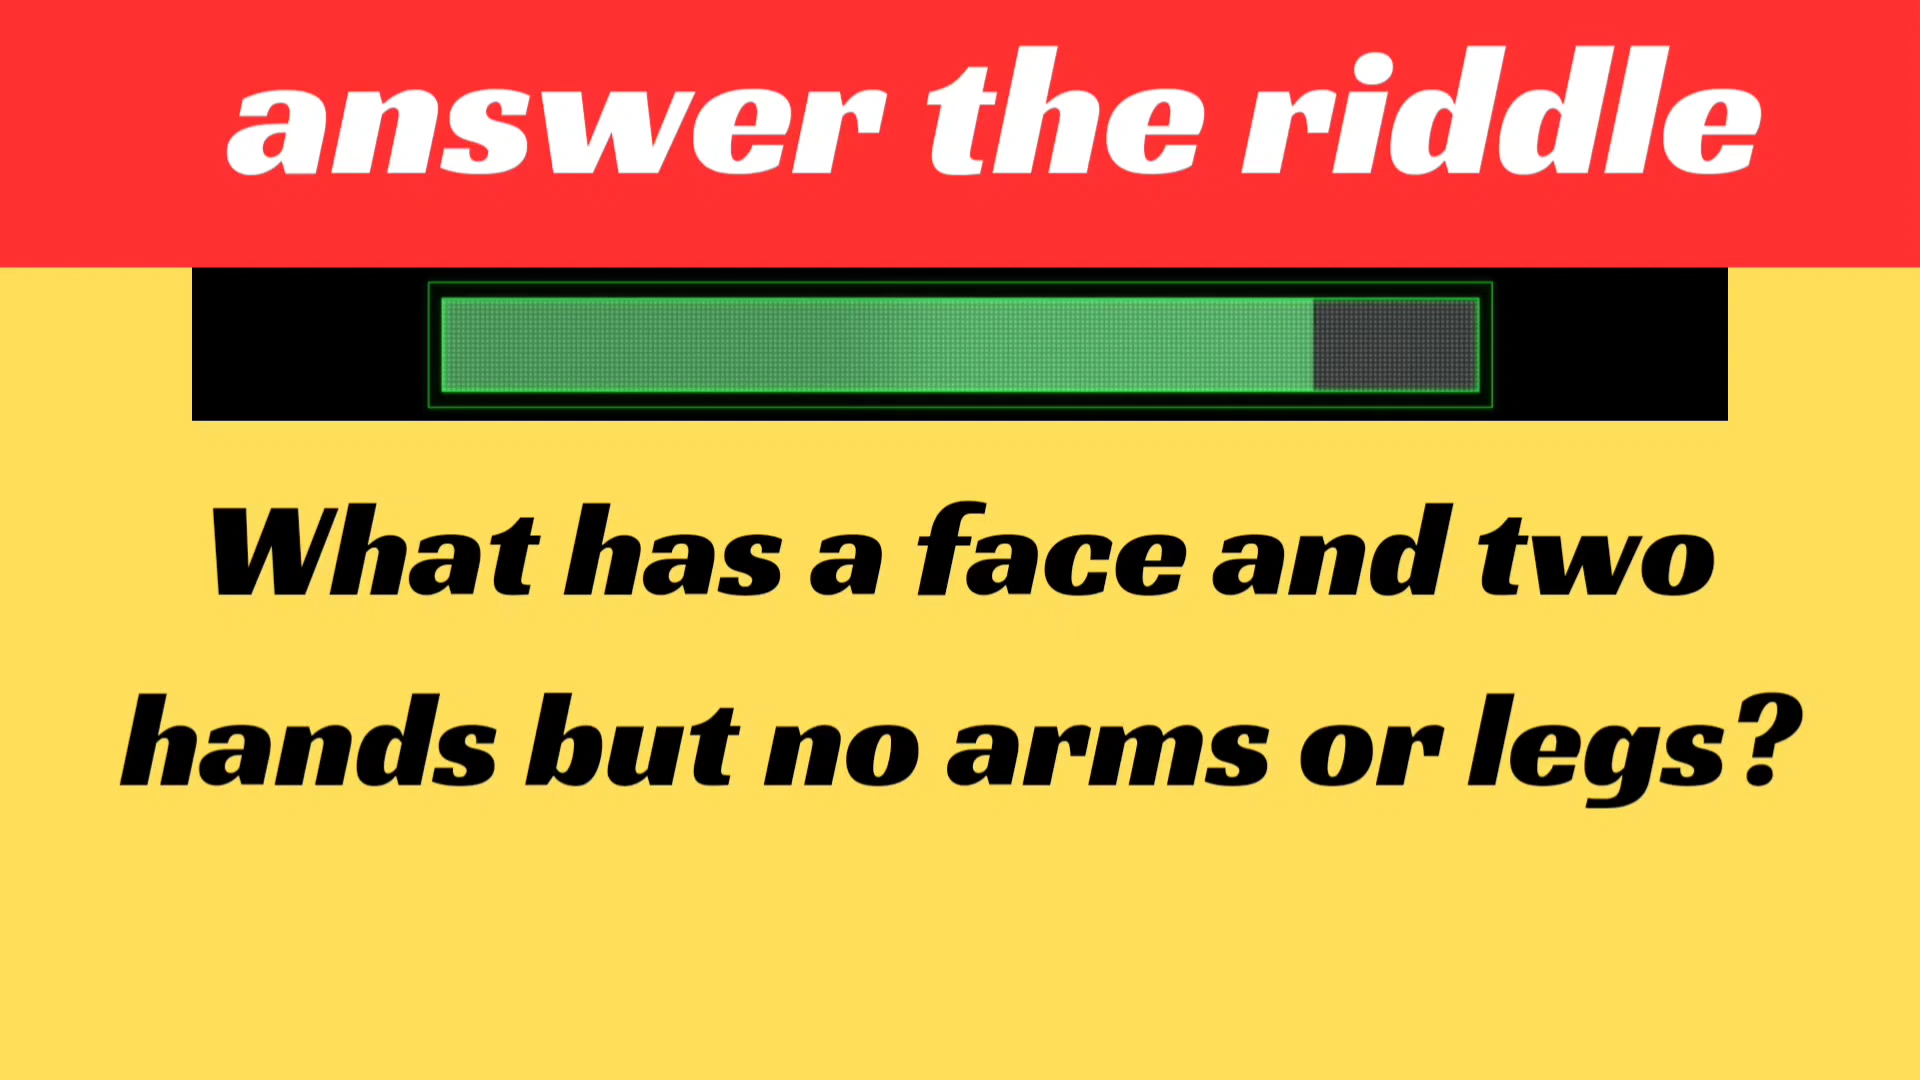 answer the riddle
What has a face and two
hands but no arms or legs?